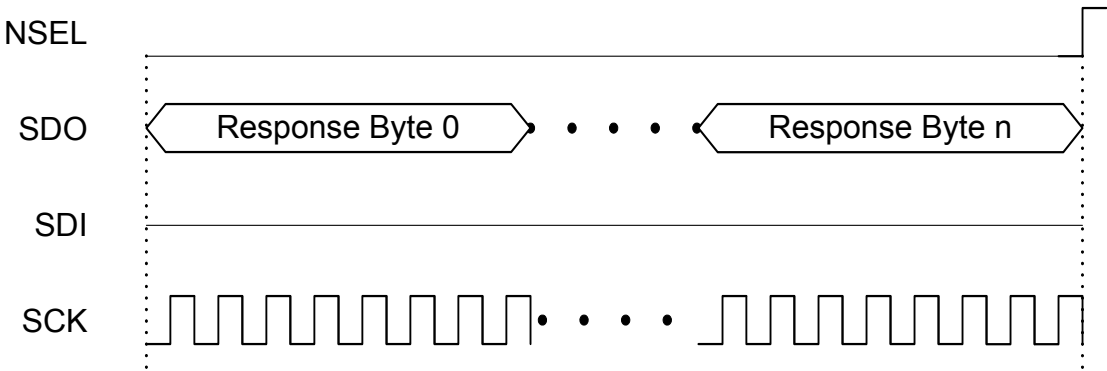 NSEL
SDO Response Byte 0 Response Byte n
SDI
SCK